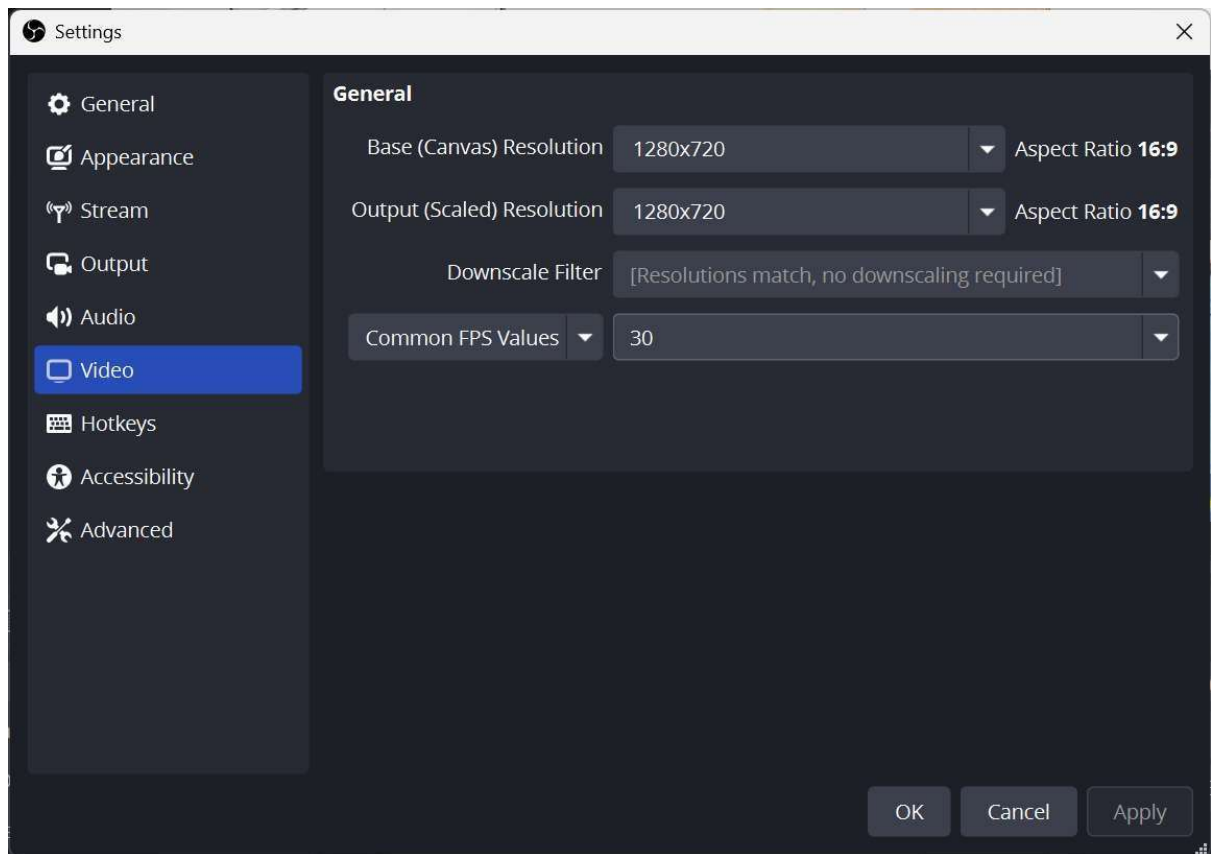 Settings
General
Appearance
Stream
Output
Audio
Video
Hotkeys
Accessibility
Advanced
General
Base (Canvas) Resolution 1280x720 Aspect Ratio 16:9
Output (Scaled) Resolution 1280x720 Aspect Ratio 16:9
Downscale Filter [Resolutions match, no downscaling required]
Common FPS Values 30
OK Cancel Apply